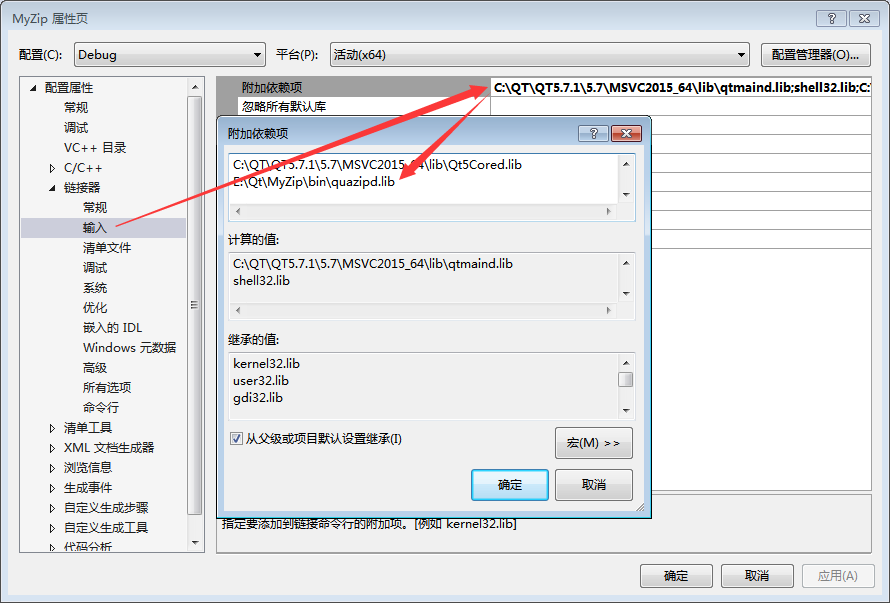 MyZip 属性页
配置(C): Debug 平台(P): 活动(x64) 配置管理器(O)...
配置属性
常规
调试
VC++ 目录
C/C++
链接器
常规
输入
清单文件
调试
系统
优化
嵌入的 IDL
Windows 元数据
高级
所有选项
命令行
清单工具
XML 文档生成器
浏览信息
生成事件
自定义生成步骤
自定义生成工具
代码分析
附加依赖项 C:\QT\QT5.7.1\5.7\MSVC2015_64\lib\qtmaind.lib;shell32.lib;C:
忽略所有默认库
附加依赖项
C:\QT\QT5.7.1\5.7\MSVC2015_64\lib\Qt5Cored.lib
E:\Qt\MyZip\bin\quazipd.lib
计算的值:
C:\QT\QT5.7.1\5.7\MSVC2015_64\lib\qtmaind.lib
shell32.lib
继承的值:
kernel32.lib
user32.lib
gdi32.lib
从父级或项目默认设置继承(I)
宏(M) >>
确定 取消
指定要添加到链接命令行的附加项。[例如 kernel32.lib]
确定 取消 应用(A)